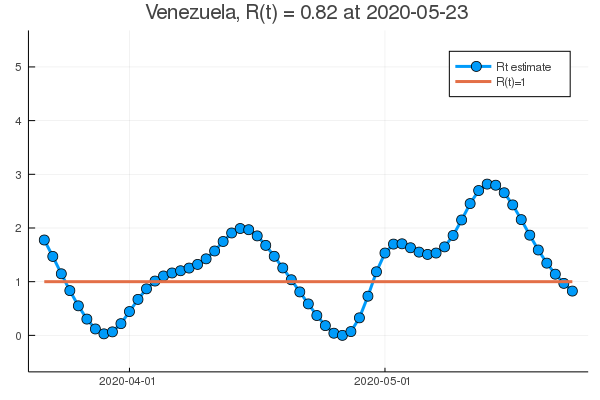 Venezuela, R(t) = 0.82 at 2020-05-23
5
4
3
2
1
0
Rt estimate
R(t)=1
2020-04-01
2020-05-01